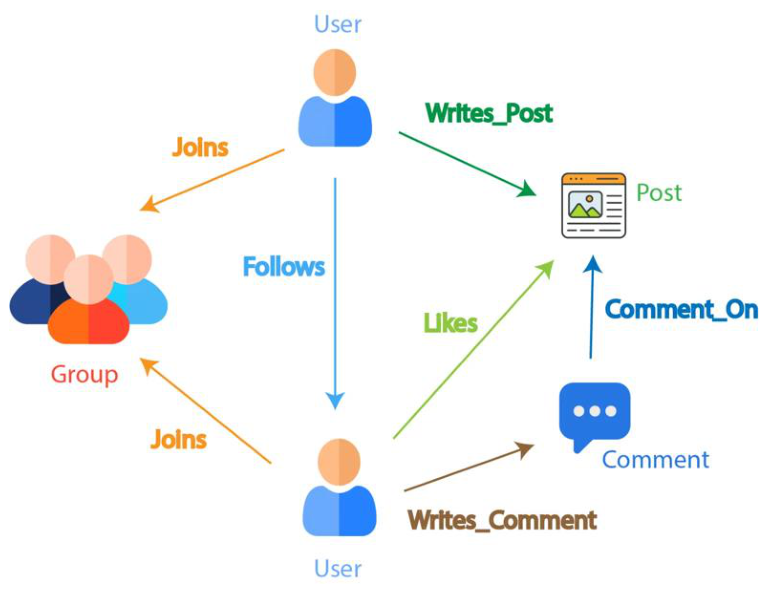 User
Writes_Post
Joins
Post
Follows
Comment_On
Likes
Group
Joins
Comment
Writes_Comment
User